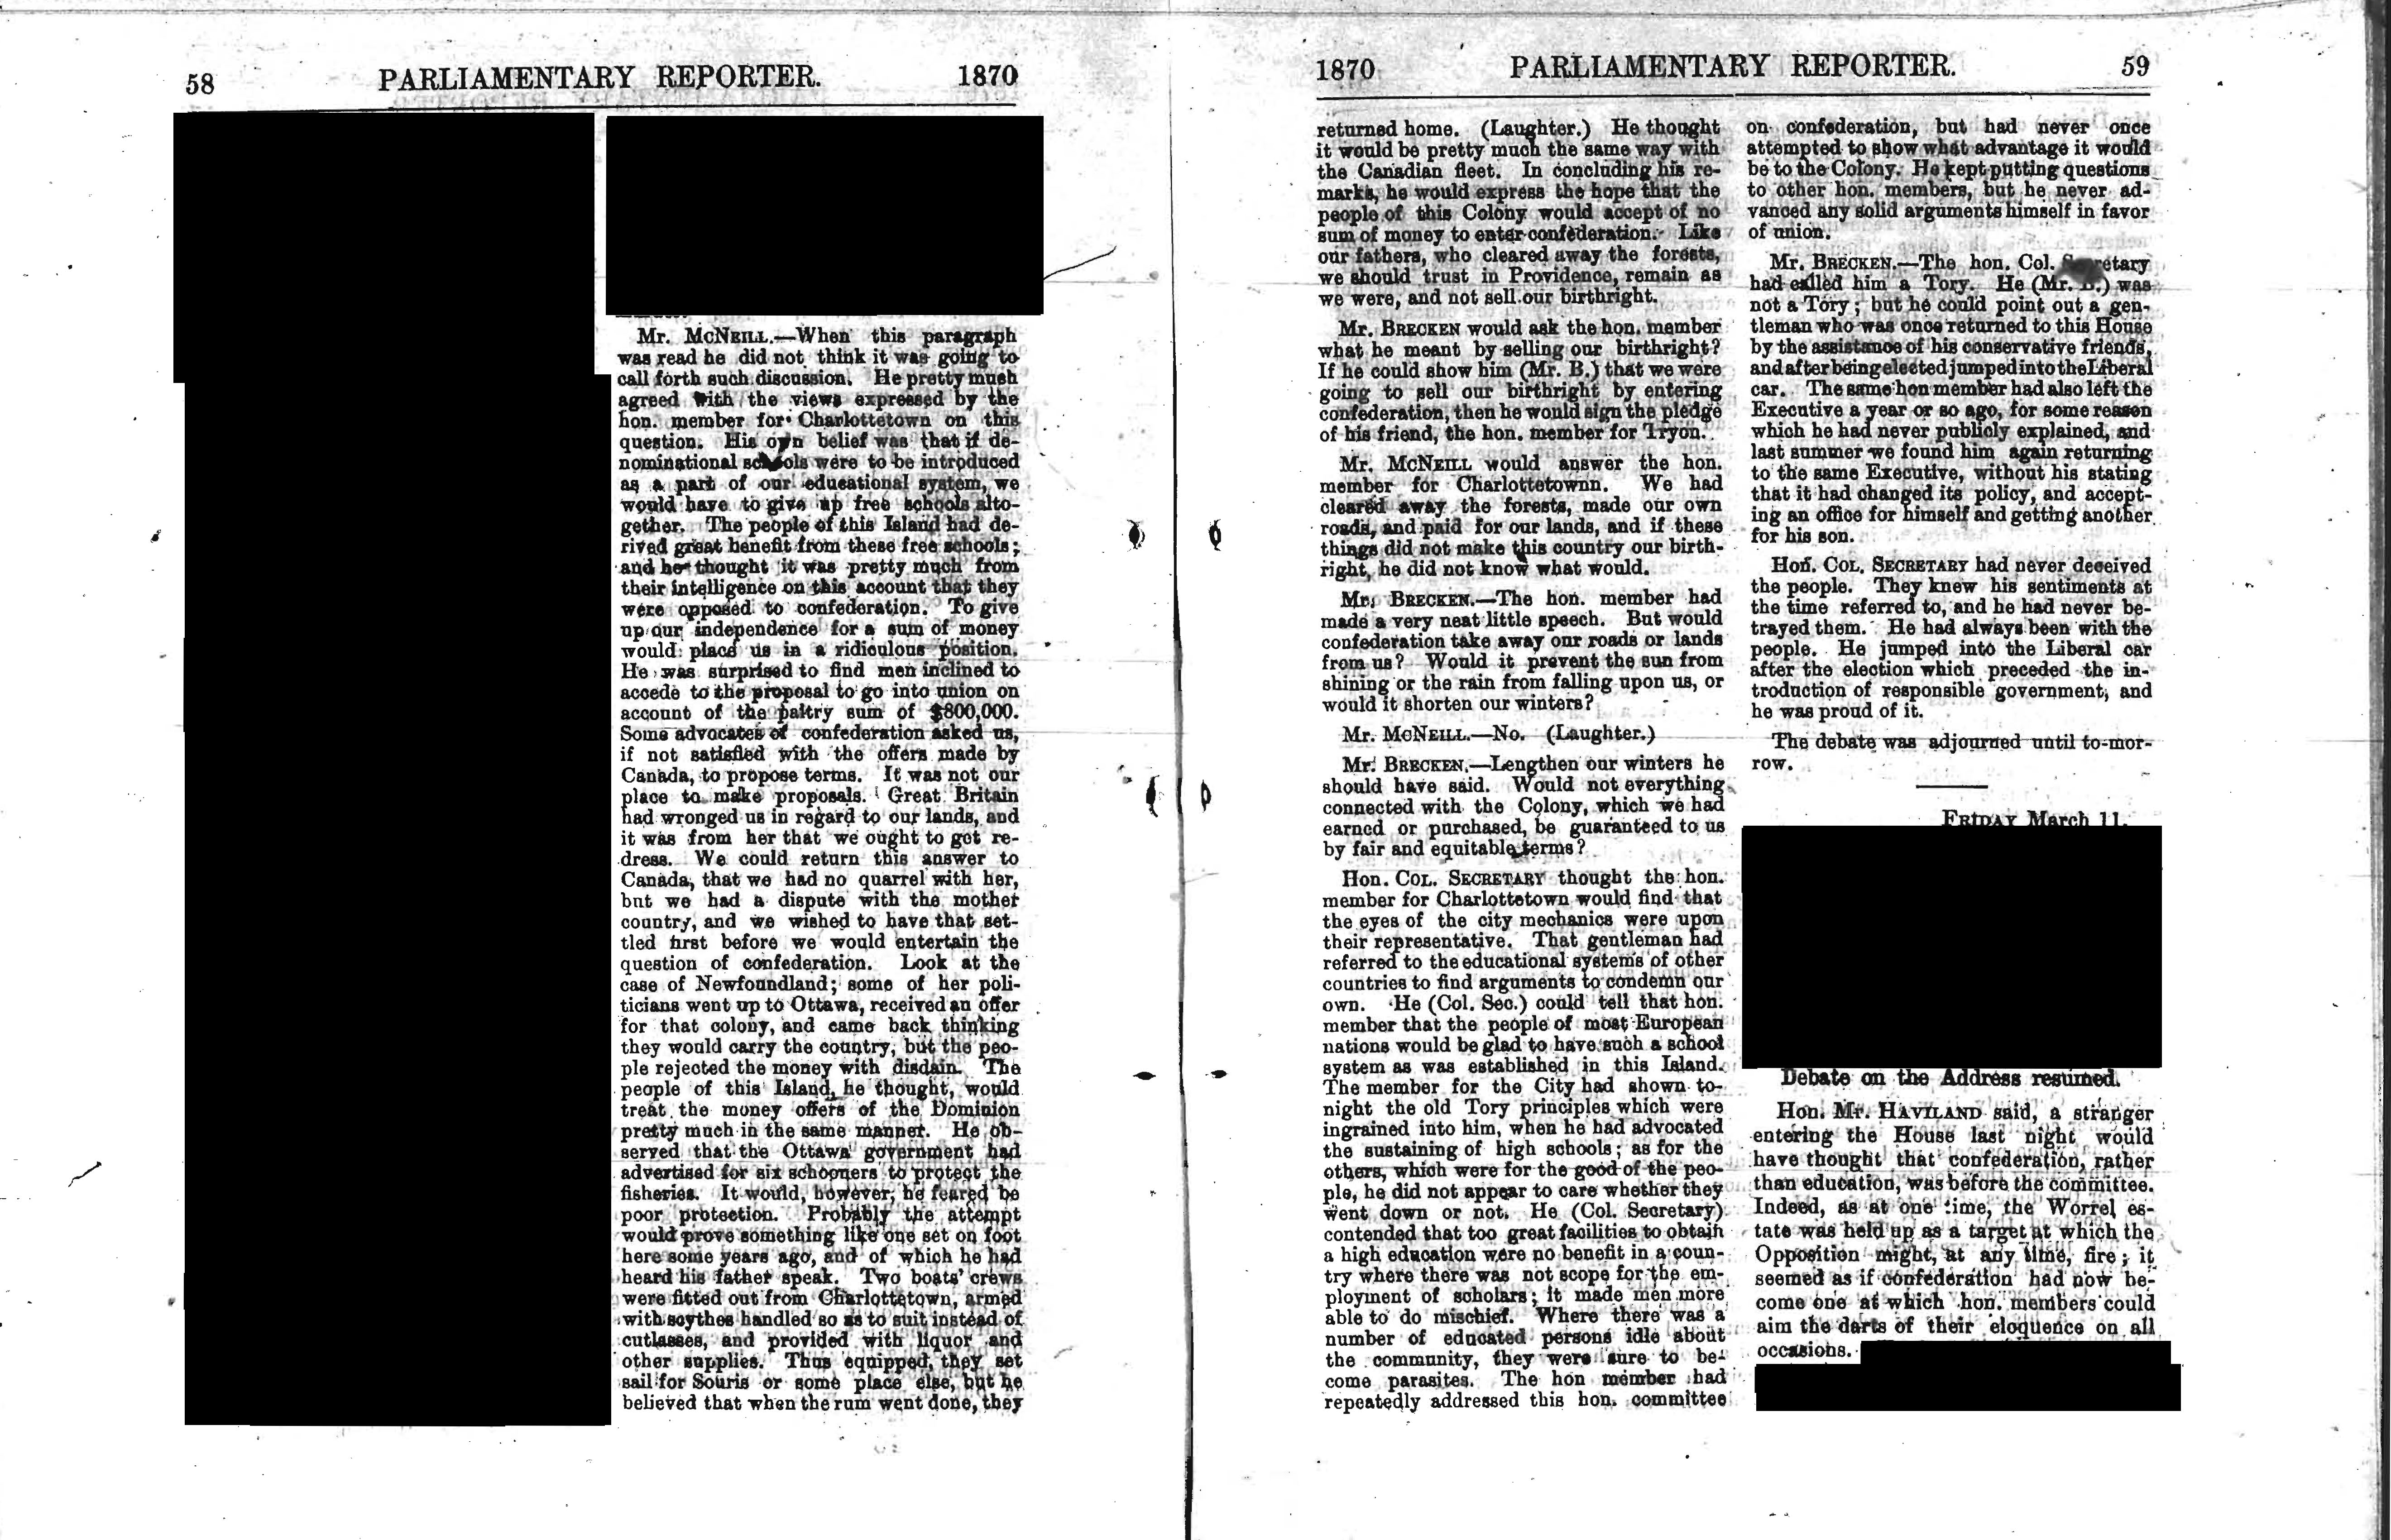 58 PARLIAMENTARY REPORTER. 1870
Mr. McNEILL.—When this paragraph
was read he did not think it was going to
call forth such discussion. He pretty much
agreed with the views expressed by the
hon. member for Charlottetown on this
question. His own belief was that if de-
nominational schools were to be introduced
as a part of our educational system, we
would have to give up free schools alto-
gether. The people of this Island had de-
rived great benefit from these free schools;
and he thought it was pretty much from
their intelligence on this account that they
were opposed to confederation. To give
up our independence for a sum of money
would place us in a ridiculous position.
He was surprised to find men inclined to
accede to the proposal to go into union on
account of the paltry sum of $800,000.
Some advocates of confederation asked us,
if not satisfied with the offers made by
Canada, to propose terms. It was not our
place to make proposals. Great Britain
had wronged us in regard to our lands, and
it was from her that we ought to get re-
dress. We could return this answer to
Canada, that we had no quarrel with her,
but we had a dispute with the mother
country, and we wished to have that set-
tled first before we would entertain the
question of confederation. Look at the
case of Newfoundland; some of her poli-
ticians went up to Ottawa, received an offer
for that colony, and came back thinking
they would carry the country, but the peo-
ple rejected the money with disdain. The
people of this Island, he thought, would
treat the money offers of the Dominion
pretty much in the same manner. He ob-
served that the Ottawa government had
advertised for six schooners to protect the
fisheries. It would, however, he feared be
poor protection. Probably the attempt
would prove something like one set on foot
here some years ago, and of which he had
heard his father speak. Two boats' crews
were fitted out from Charlottetown, armed
with scythes handled so as to suit instead of
cutlasses, and provided with liquor and
other supplies. Thus equipped, they set
sail for Souris or some place else, but he
believed that when the rum went done, they
1870 PARLIAMENTARY REPORTER. 59
returned home. (Laughter.) He thought
it would be pretty much the same way with
the Canadian fleet. In concluding his re-
marks, he would express the hope that the
people of this Colony would accept of no
sum of money to enter confederation. Like
our fathers, who cleared away the forests,
we should trust in Providence, remain as
we were, and not sell our birthright.
Mr. BRECKEN would ask the hon. member
what he meant by selling our birthright?
If he could show him (Mr. B.) that we were
going to sell our birthright by entering
confederation, then he would sign the pledge
of his friend, the hon. member for Tryon.
Mr. McNEILL would answer the hon.
member for Charlottetownn. We had
cleared away the forests, made our own
roads, and paid for our lands, and if these
things did not make this country our birth-
right, he did not know what would.
Mr. BRECKEN.—The hon. member had
made a very neat little speech. But would
confederation take away our roads or lands
from us? Would it prevent the sun from
shining or the rain from falling upon us, or
would it shorten our winters?
Mr. McNEILL.—No. (Laughter.)
Mr. BRECKEN.—Lengthen our winters he
should have said. Would not everything
connected with the Colony, which we had
earned or purchased, be guaranteed to us
by fair and equitable terms?
Hon. COL. SECRETARY thought the hon.
member for Charlottetown would find that
the eyes of the city mechanics were upon
their representative. That gentleman had
referred to the educational systems of other
countries to find arguments to condemn our
own. He (Col. Sec.) could tell that hon.
member that the people of most European
nations would be glad to have such a school
system as was established in this Island.
The member for the City had shown to-
night the old Tory principles which were
ingrained into him, when he had advocated
the sustaining of high schools; as for the
others, which were for the good of the peo-
ple, he did not appear to care whether they
went down or not. He (Col. Secretary)
contended that too great facilities to obtain
a high education were no benefit in a coun-
try where there was not scope for the em-
ployment of scholars; it made men more
able to do mischief. Where there was a
number of educated persons idle about
the community, they were sure to be-
come parasites. The hon member had
repeatedly addressed this hon. committee
on confederation, but had never once
attempted to show what advantage it would
be to the Colony. He kept putting questions
to other hon. members, but he never ad-
vanced any solid arguments himself in favor
of union.
Mr. BRECKEN.—The hon. Col. Secretary
had called him a Tory. He (Mr. B.) was
not a Tory; but he could point out a gen-
tleman who was once returned to this House
by the assistance of his conservative friends,
and after being elected jumped into the Liberal
car. The same hon member had also left the
Executive a year or so ago, for some reason
which he had never publicly explained, and
last summer we found him again returning
to the same Executive, without his stating
that it had changed its policy, and accept-
ing an office for himself and getting another
for his son.
Hon. COL. SECRETARY had never deceived
the people. They knew his sentiments at
the time referred to, and he had never be-
trayed them. He had always been with the
people. He jumped into the Liberal car
after the election which preceded the in-
troduction of responsible government, and
he was proud of it.
The debate was adjourned until to-mor-
row.
FRIDAY March 11.
Debate on the Address resumed.
Hon. Mr. HAVILAND said, a stranger
entering the House last night would
have thought that confederation, rather
than education, was before the committee.
Indeed, as at one time, the Worrel es-
tate was held up as a target at which the
Opposition might, at any time, fire; it
seemed as if confederation had now be-
come one at which hon. members could
aim the darts of their eloquence on all
occasions.